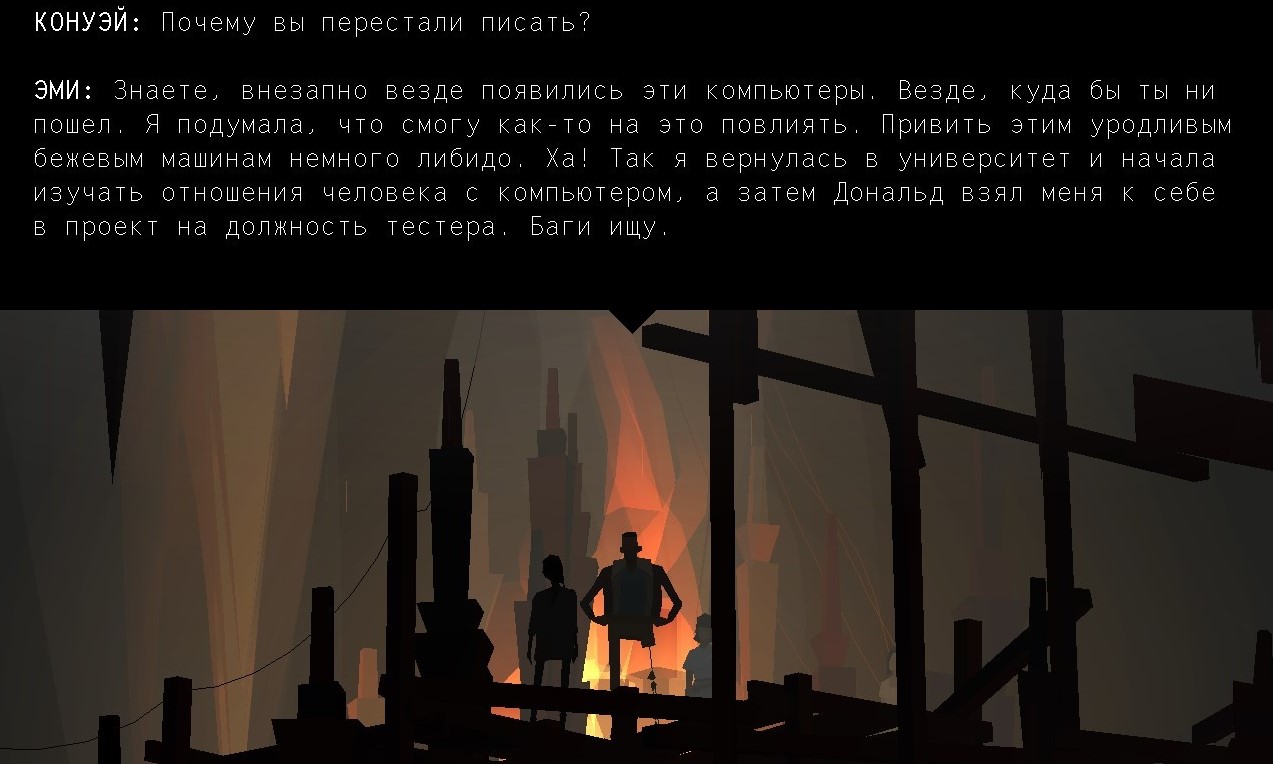 КОНУЭЙ: Почему вы перестали писать?
ЭМИ: Знаете, внезапно везде появились эти компьютеры. Везде, куда бы ты ни
пошел. Я подумала, что смогу как-то на это повлиять. Привить этим уродливым
бежевым машинам немного либидо. Ха! Так я вернулась в университет и начала
изучать отношения человека с компьютером, а затем Дональд взял меня к себе
в проект на должность тестера. Баги ищу.